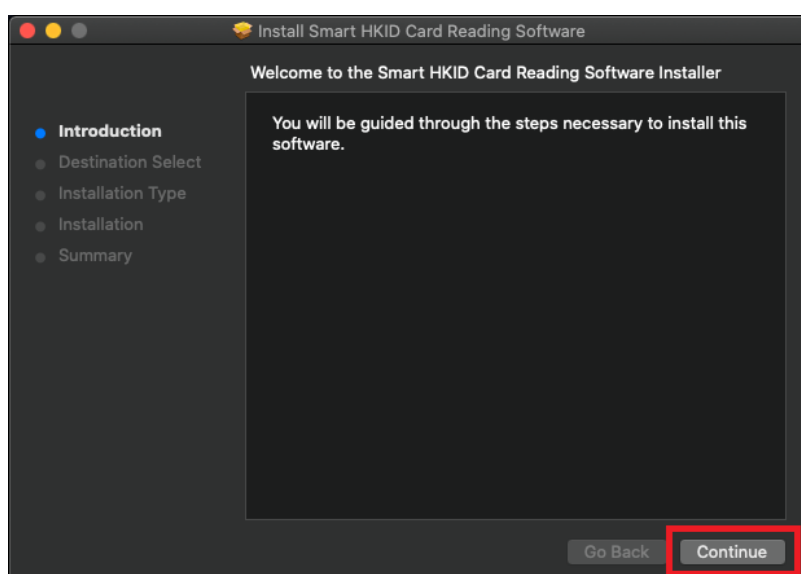 Install Smart HKID Card Reading Software
Welcome to the Smart HKID Card Reading Software Installer
Introduction
Destination Select
Installation Type
Installation
Summary
You will be guided through the steps necessary to install this
software.
Go Back
Continue